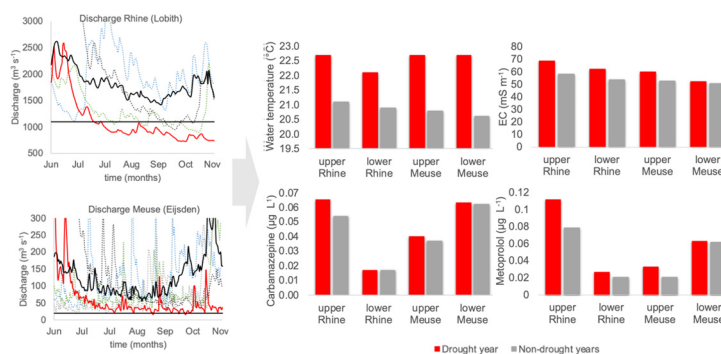 Discharge Rhine (Lobith)
Discharge (m³ s⁻¹)
3000
2500
2000
1500
1000
500
Jun Jul Aug Sep Oct Nov
time (months)
Discharge Meuse (Eijsden)
Discharge (m³ s⁻¹)
300
250
200
150
100
50
0
Jun Jul Aug Sep Oct Nov
time (months)
Water temperature (°C)
23.0
22.5
22.0
21.5
21.0
20.5
20.0
19.5
upper Rhine
lower Rhine
upper Meuse
lower Meuse
EC (mS m⁻¹)
80
70
60
50
40
30
20
10
0
upper Rhine
lower Rhine
upper Meuse
lower Meuse
Carbamazepine (µg L⁻¹)
0.07
0.06
0.05
0.04
0.03
0.02
0.01
0.00
upper Rhine
lower Rhine
upper Meuse
lower Meuse
Metoprolol (µg L⁻¹)
0.12
0.1
0.08
0.06
0.04
0.02
0
upper Rhine
lower Rhine
upper Meuse
lower Meuse
Drought year Non-drought years